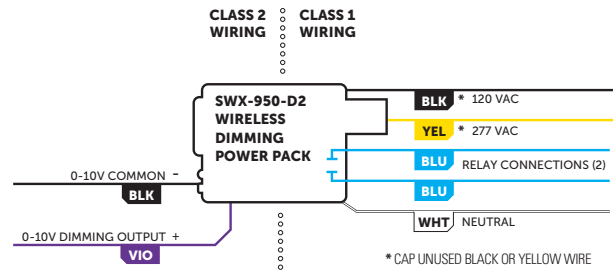 CLASS 2 WIRING
CLASS 1 WIRING
SWX-950-D2
WIRELESS
DIMMING
POWER PACK
BLK * 120 VAC
YEL * 277 VAC
BLU RELAY CONNECTIONS (2)
BLU
WHT NEUTRAL
0-10V COMMON -
BLK
0-10V DIMMING OUTPUT +
VIO
* CAP UNUSED BLACK OR YELLOW WIRE